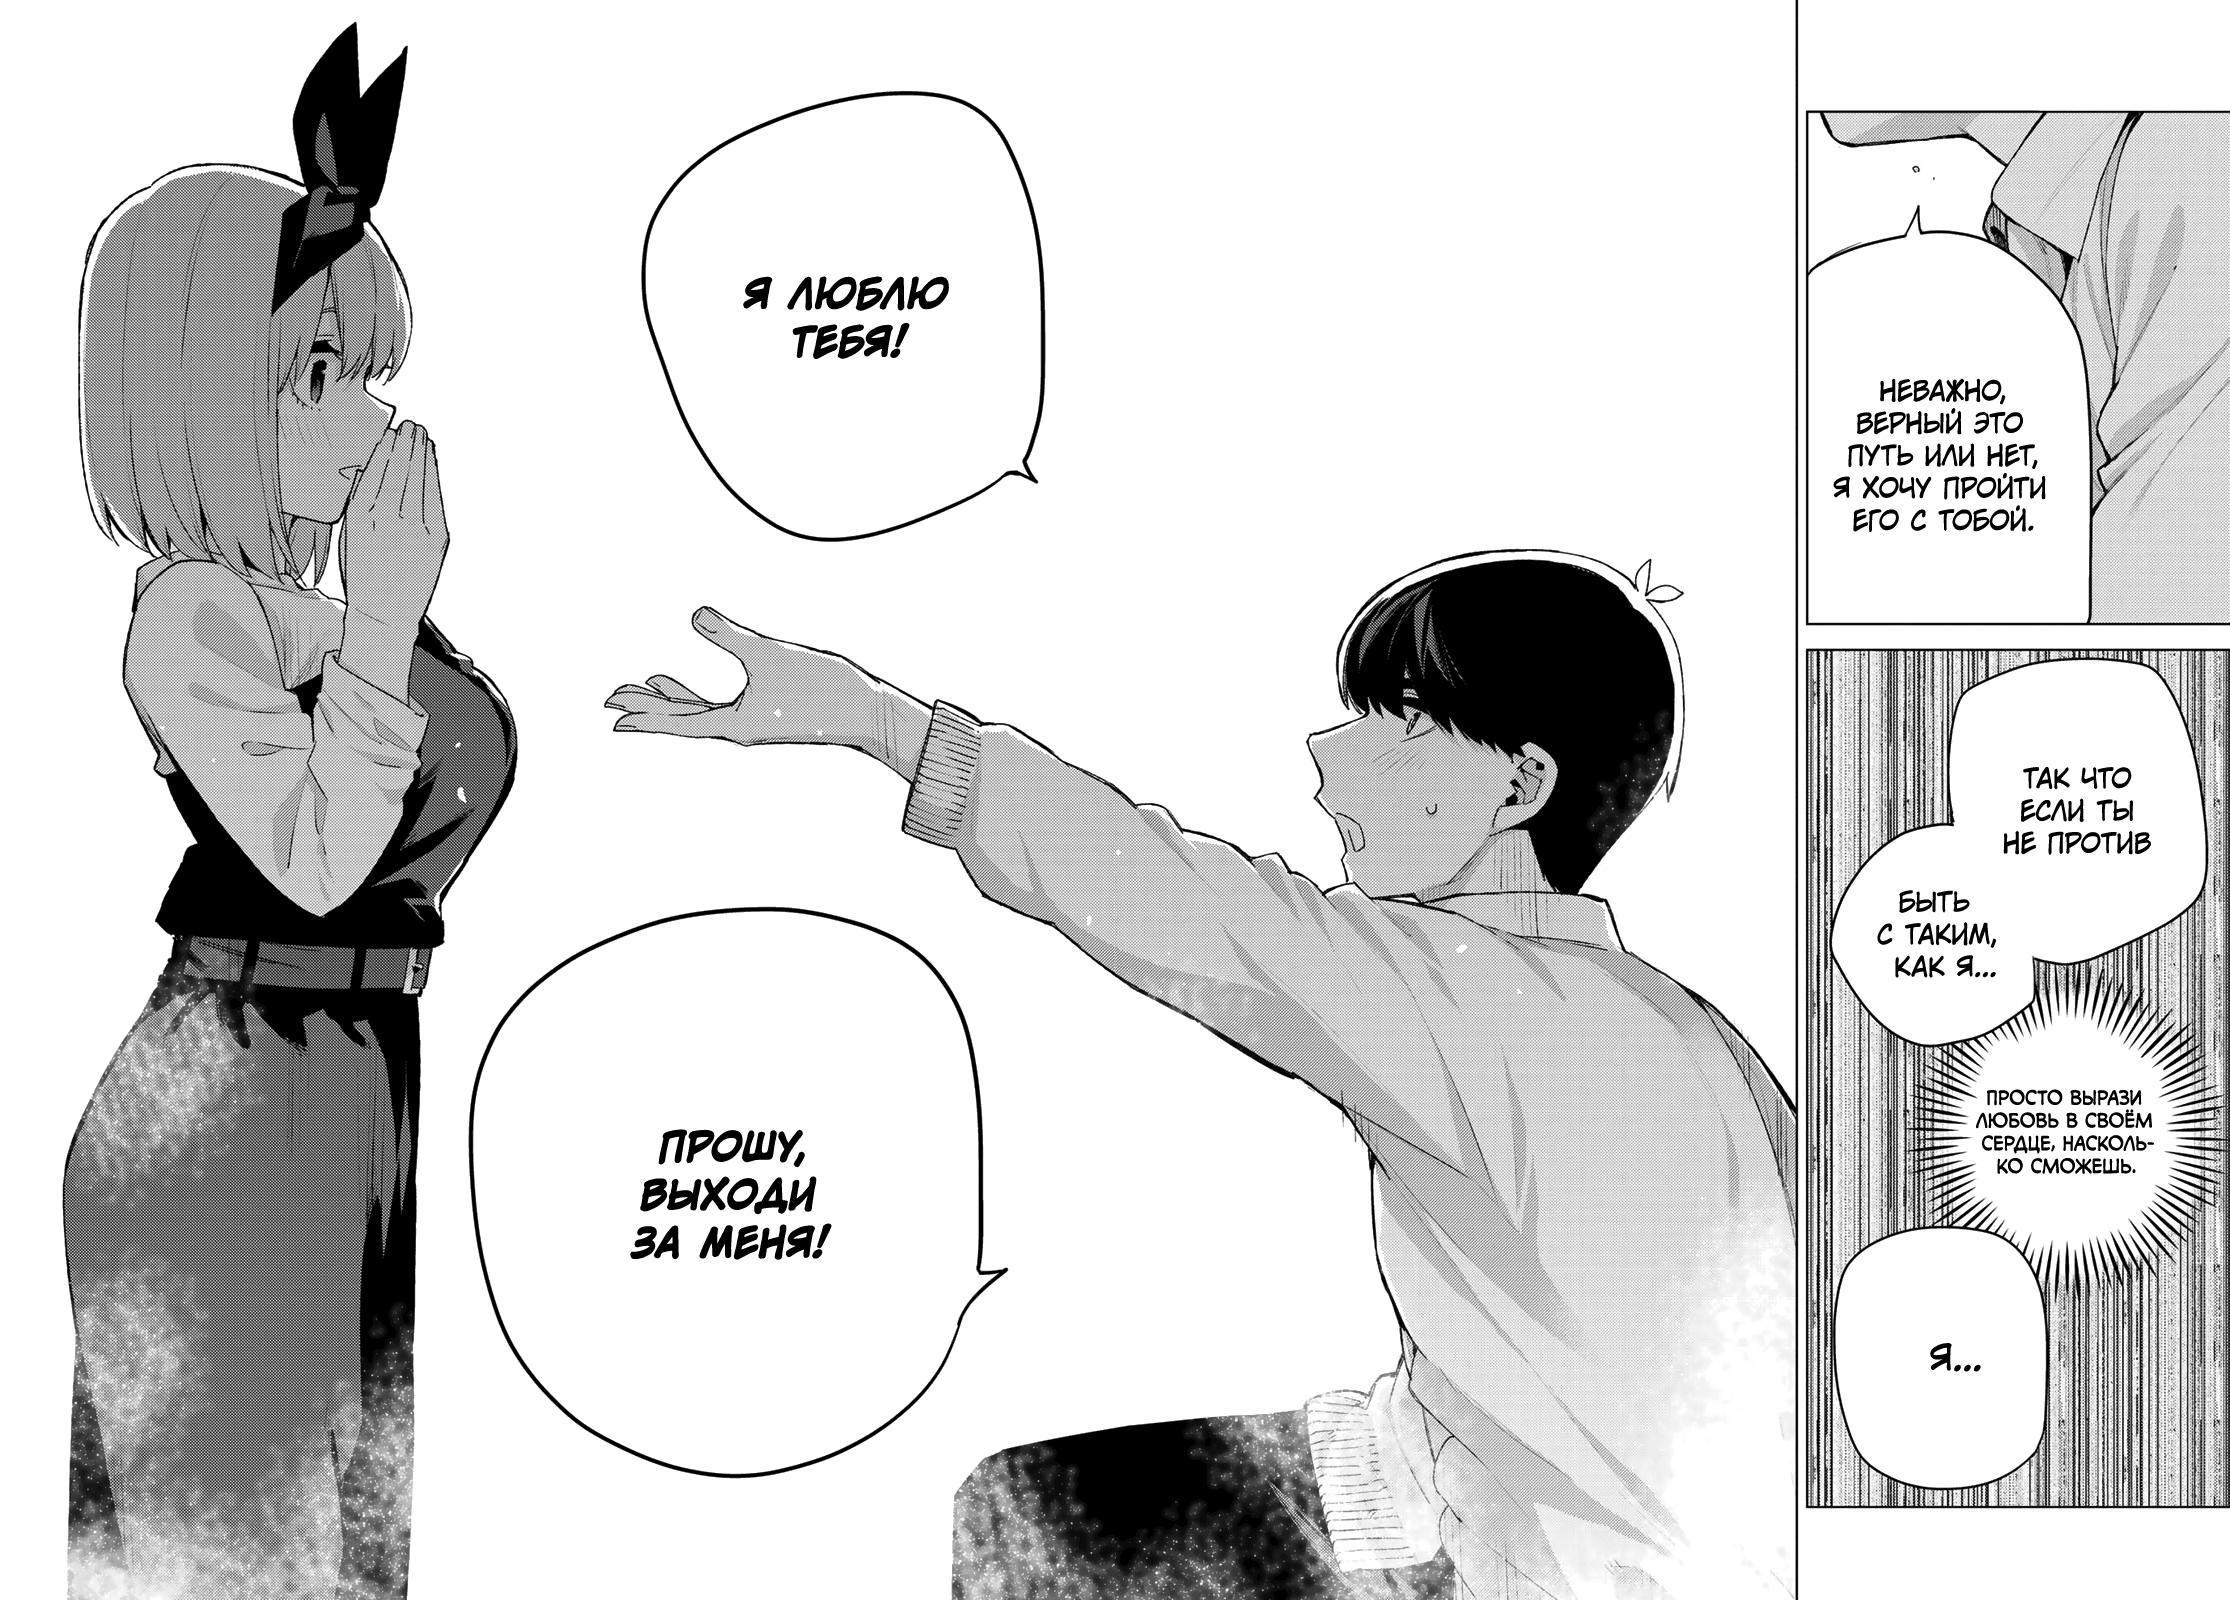 НЕВАЖНО,
ВЕРНЫЙ ЭТО
ПУТЬ ИЛИ НЕТ,
Я ХОЧУ ПРОЙТИ
ЕГО С ТОБОЙ.
ТАК ЧТО
ЕСЛИ ТЫ
НЕ ПРОТИВ
БЫТЬ
С ТАКИМ,
КАК Я...
ПРОСТО ВЫРАЗИ
ЛЮБОВЬ В СВОЁМ
СЕРДЦЕ, НАСКОЛЬ-
КО СМОЖЕШЬ.
Я...
Я ЛЮБЛЮ
ТЕБЯ!
ПРОШУ,
ВЫХОДИ
ЗА МЕНЯ!